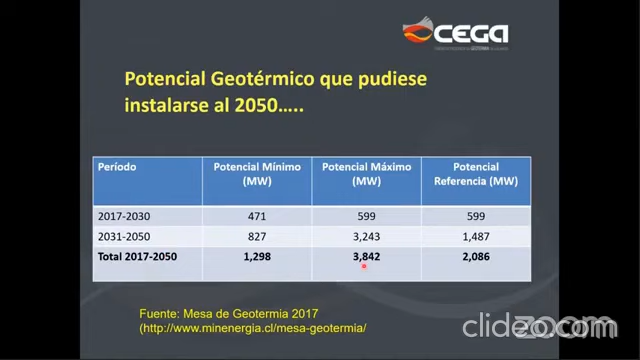 CEGA
Potencial Geotérmico que pudiese
instalarse al 2050…..
Período Potencial Mínimo (MW) Potencial Máximo (MW) Potencial Referencia (MW)
2017-2030 471 599 599
2031-2050 827 3,243 1,487
Total 2017-2050 1,298 3,842 2,086
Fuente: Mesa de Geotermia 2017
(http://www.minenergia.cl/mesa-geotermia/
clideo.com
zoom